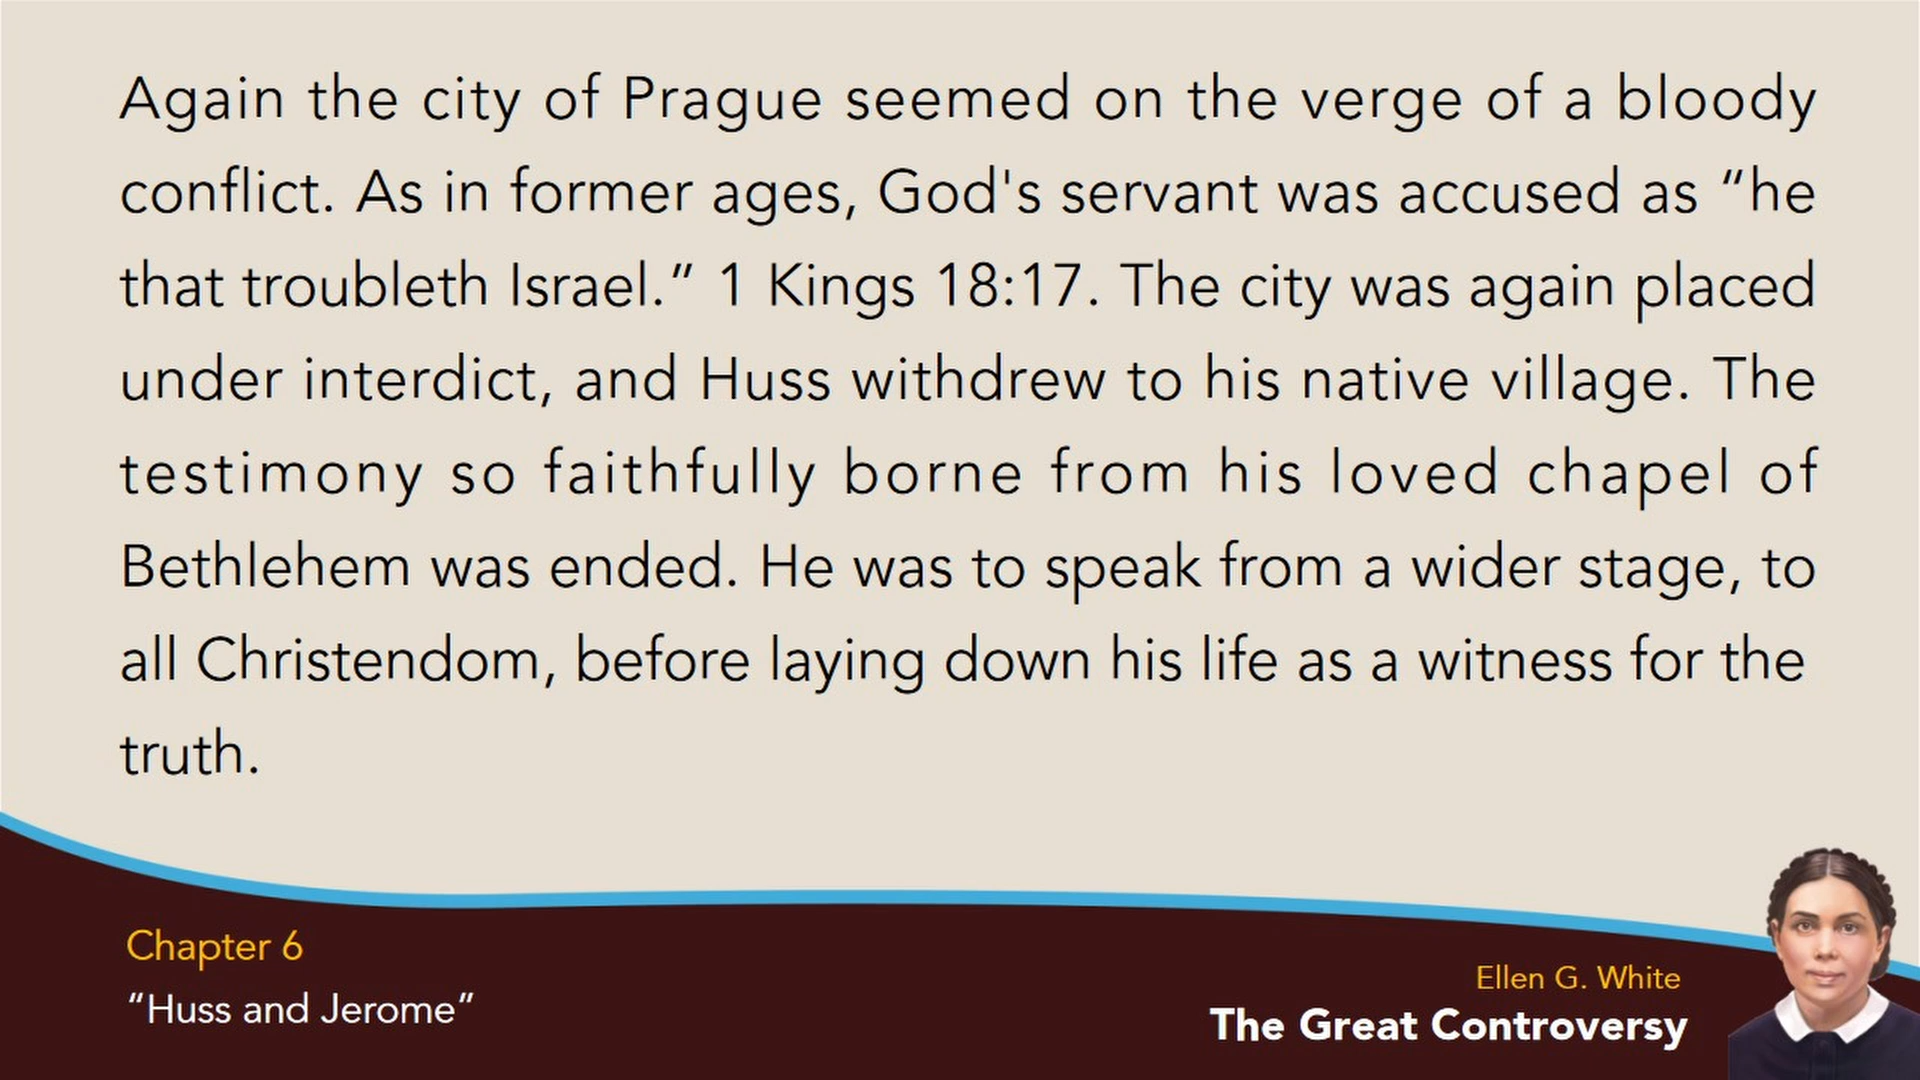 Again the city of Prague seemed on the verge of a bloody
conflict. As in former ages, God's servant was accused as “he
that troubleth Israel.” 1 Kings 18:17. The city was again placed
under interdict, and Huss withdrew to his native village. The
testimony so faithfully borne from his loved chapel of
Bethlehem was ended. He was to speak from a wider stage, to
all Christendom, before laying down his life as a witness for the
truth.
Chapter 6
“Huss and Jerome”
Ellen G. White
The Great Controversy